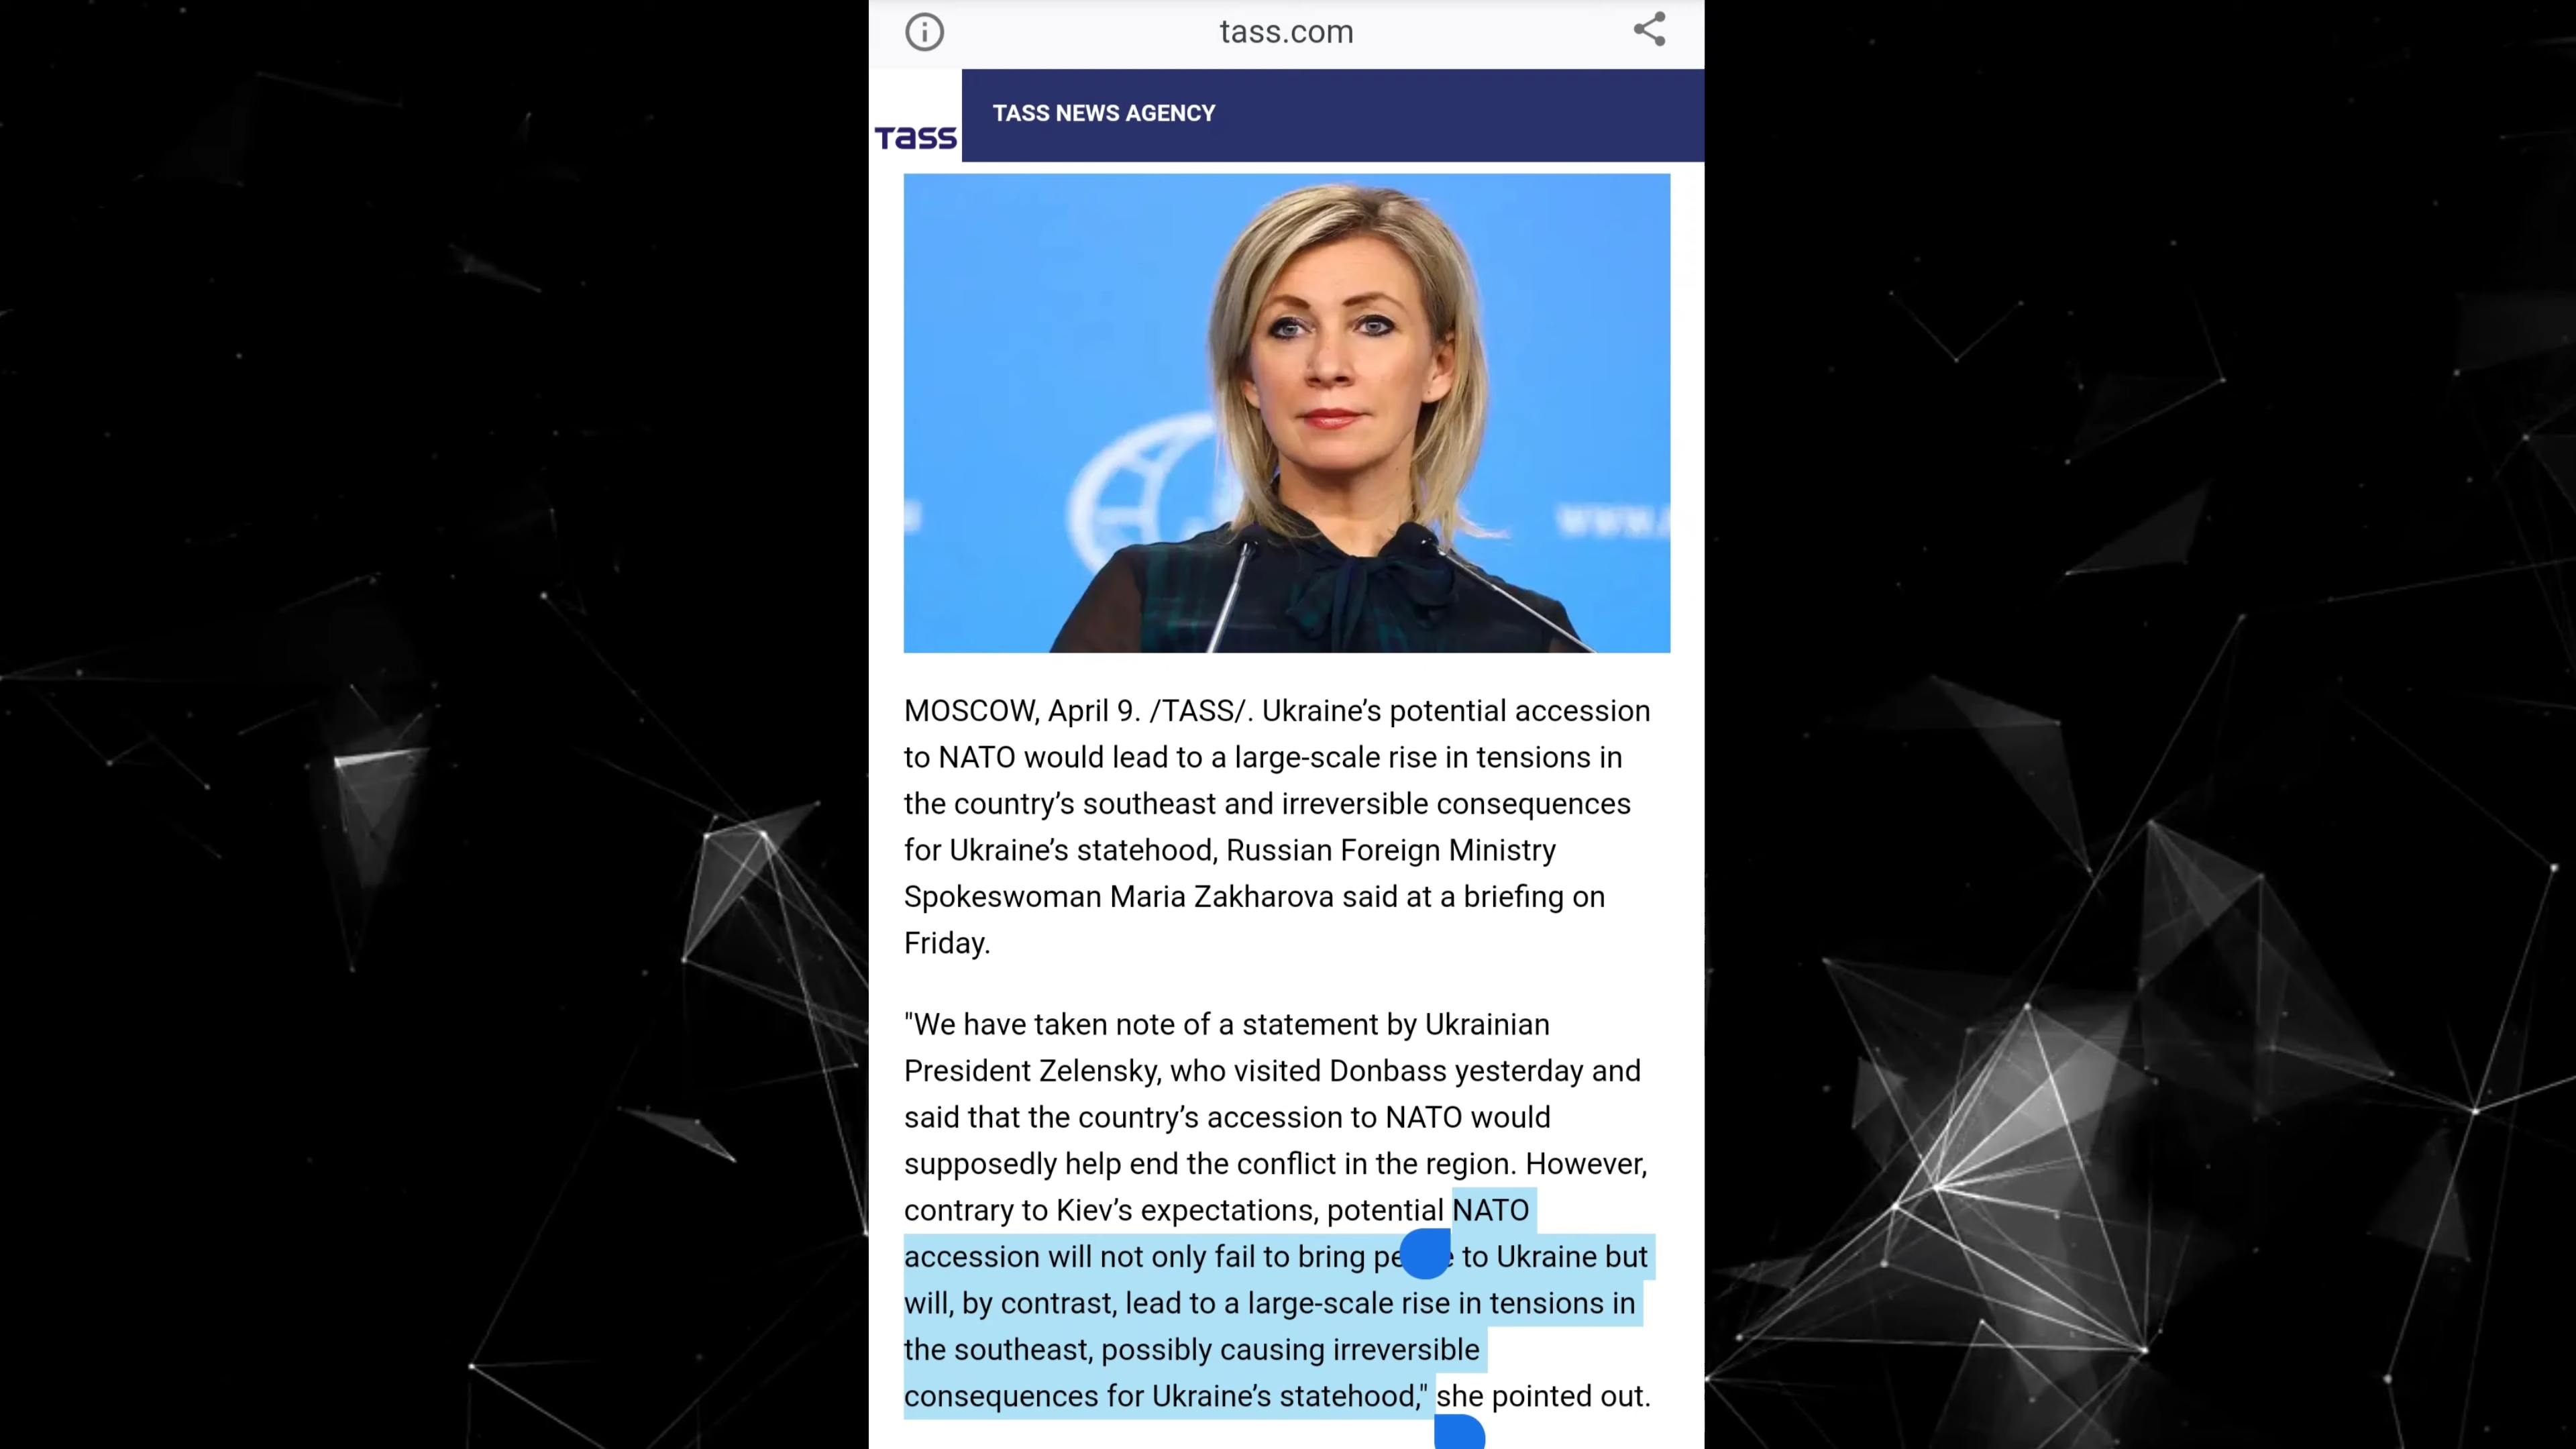 tass.com
TASS NEWS AGENCY
Tass
www.
MOSCOW, April 9. /TASS/. Ukraine’s potential accession
to NATO would lead to a large-scale rise in tensions in
the country’s southeast and irreversible consequences
for Ukraine’s statehood, Russian Foreign Ministry
Spokeswoman Maria Zakharova said at a briefing on
Friday.
"We have taken note of a statement by Ukrainian
President Zelensky, who visited Donbass yesterday and
said that the country’s accession to NATO would
supposedly help end the conflict in the region. However,
contrary to Kiev’s expectations, potential NATO
accession will not only fail to bring to Ukraine but
will, by contrast, lead to a large-scale rise in tensions in
the southeast, possibly causing irreversible
consequences for Ukraine’s statehood," she pointed out.